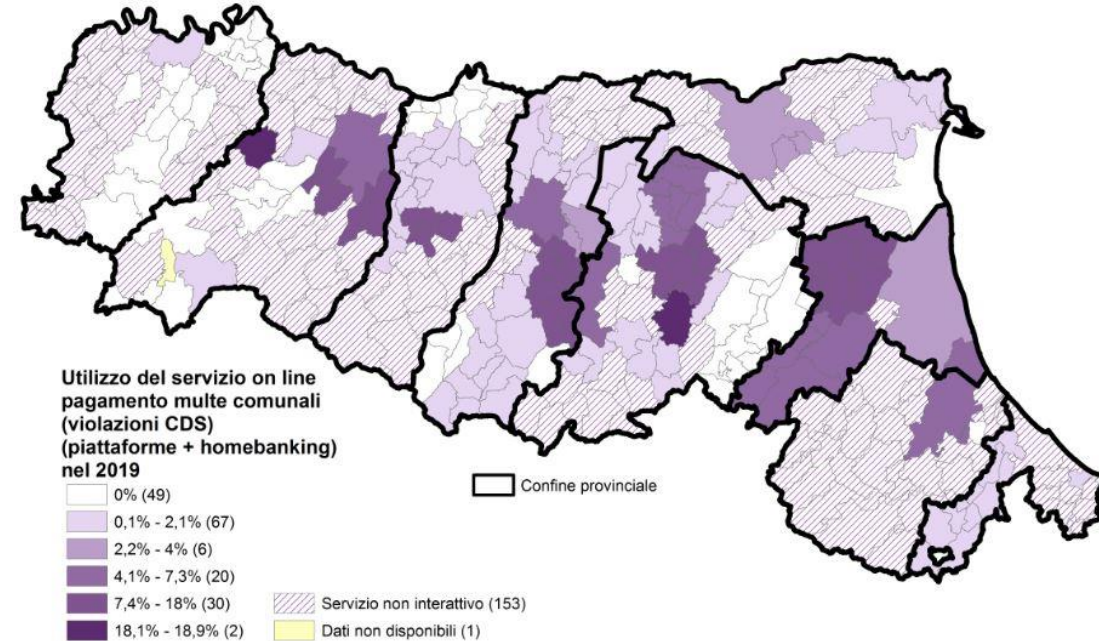 Utilizzo del servizio on line
pagamento multe comunali
(violazioni CDS)
(piattaforme + homebanking)
nel 2019
0% (49)
0,1% - 2,1% (67)
2,2% - 4% (6)
4,1% - 7,3% (20)
7,4% - 18% (30)
18,1% - 18,9% (2)
Confine provinciale
Servizio non interattivo (153)
Dati non disponibili (1)